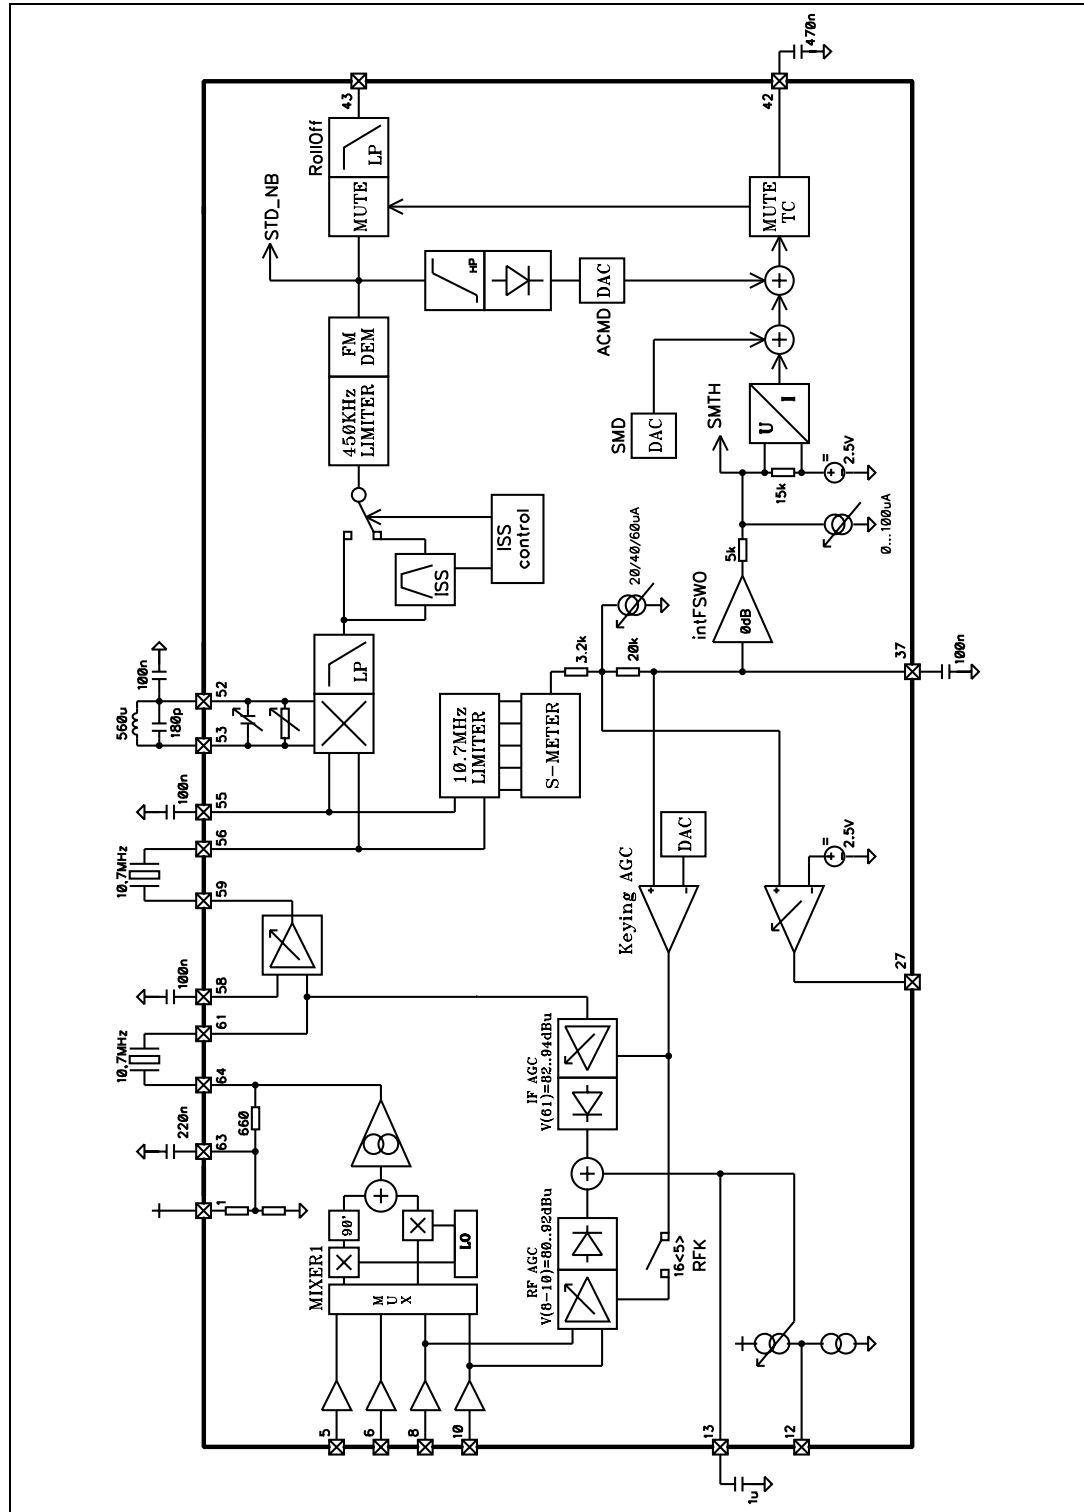 470n
43
42
RollOff
LP
MUTE
MUTE
TC
STD_NB
HP
DAC
ACMD
FM
DEM
450KHz
LIMITER
SMD
DAC
SMTH
U
I
15k
=
2.5V
ISS
control
ISS
5k
0...100uA
20/40/60uA
intFSWO
0dB
3.2k
20k
37
100n
LP
100n
52
560u
180p
53
10.7MHz
LIMITER
S-METER
100n
55
56
10.7MHz
59
DAC
Keying AGC
+
-
+
-
=
2.5V
27
100n
58
61
10.7MHz
64
IF AGC
V(61)=82..94dBu
220n
63
660
1
90'
MIXER1
LO
M
U
X
RF AGC
V(8-10)=80..92dBu
16<5>
RFK
5
6
8
10
13
12
1u